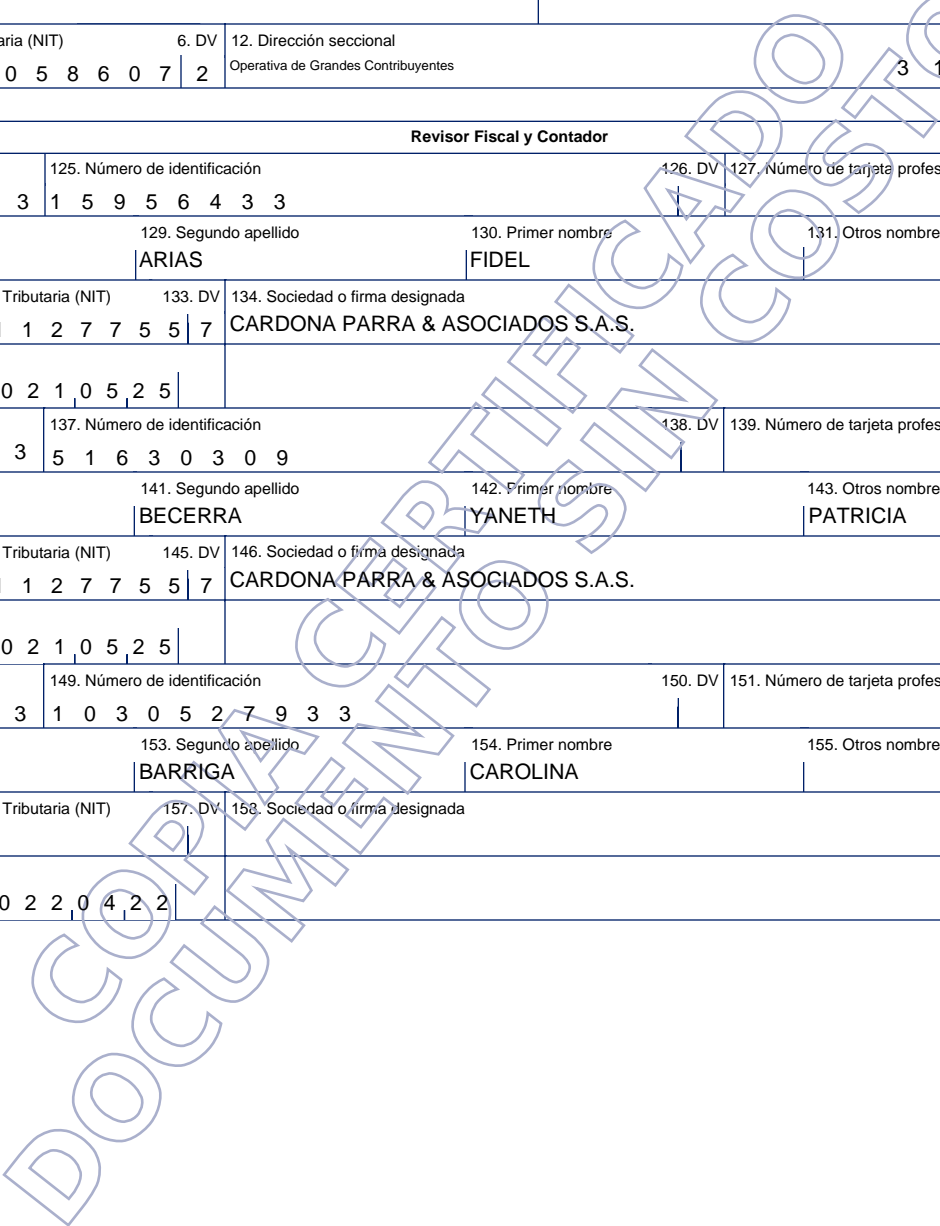 aria (NIT) 6. DV 12. Dirección seccional
0 5 8 6 0 7 2 Operativa de Grandes Contribuyentes 3 1
Revisor Fiscal y Contador
125. Número de identificación 126. DV 127. Número de tarjeta profes
3 1 5 9 5 6 4 3 3
129. Segundo apellido 130. Primer nombre 131. Otros nombre
ARIAS FIDEL
Tributaria (NIT) 133. DV 134. Sociedad o firma designada
1 2 7 7 5 5 7 CARDONA PARRA & ASOCIADOS S.A.S.
0 2 1 0 5 2 5
137. Número de identificación 138. DV 139. Número de tarjeta profes
3 5 1 6 3 0 3 0 9
141. Segundo apellido 142. Primer nombre 143. Otros nombre
BECERRA YANETH PATRICIA
Tributaria (NIT) 145. DV 146. Sociedad o firma designada
1 2 7 7 5 5 7 CARDONA PARRA & ASOCIADOS S.A.S.
0 2 1 0 5 2 5
149. Número de identificación 150. DV 151. Número de tarjeta profes
3 1 0 3 0 5 2 7 9 3 3
153. Segundo apellido 154. Primer nombre 155. Otros nombre
BARRIGA CAROLINA
Tributaria (NIT) 157. DV 158. Sociedad o firma designada
0 2 2 0 4 2 2
COPIA CERTIFICADO
DOCUMENTO SIN COSTO